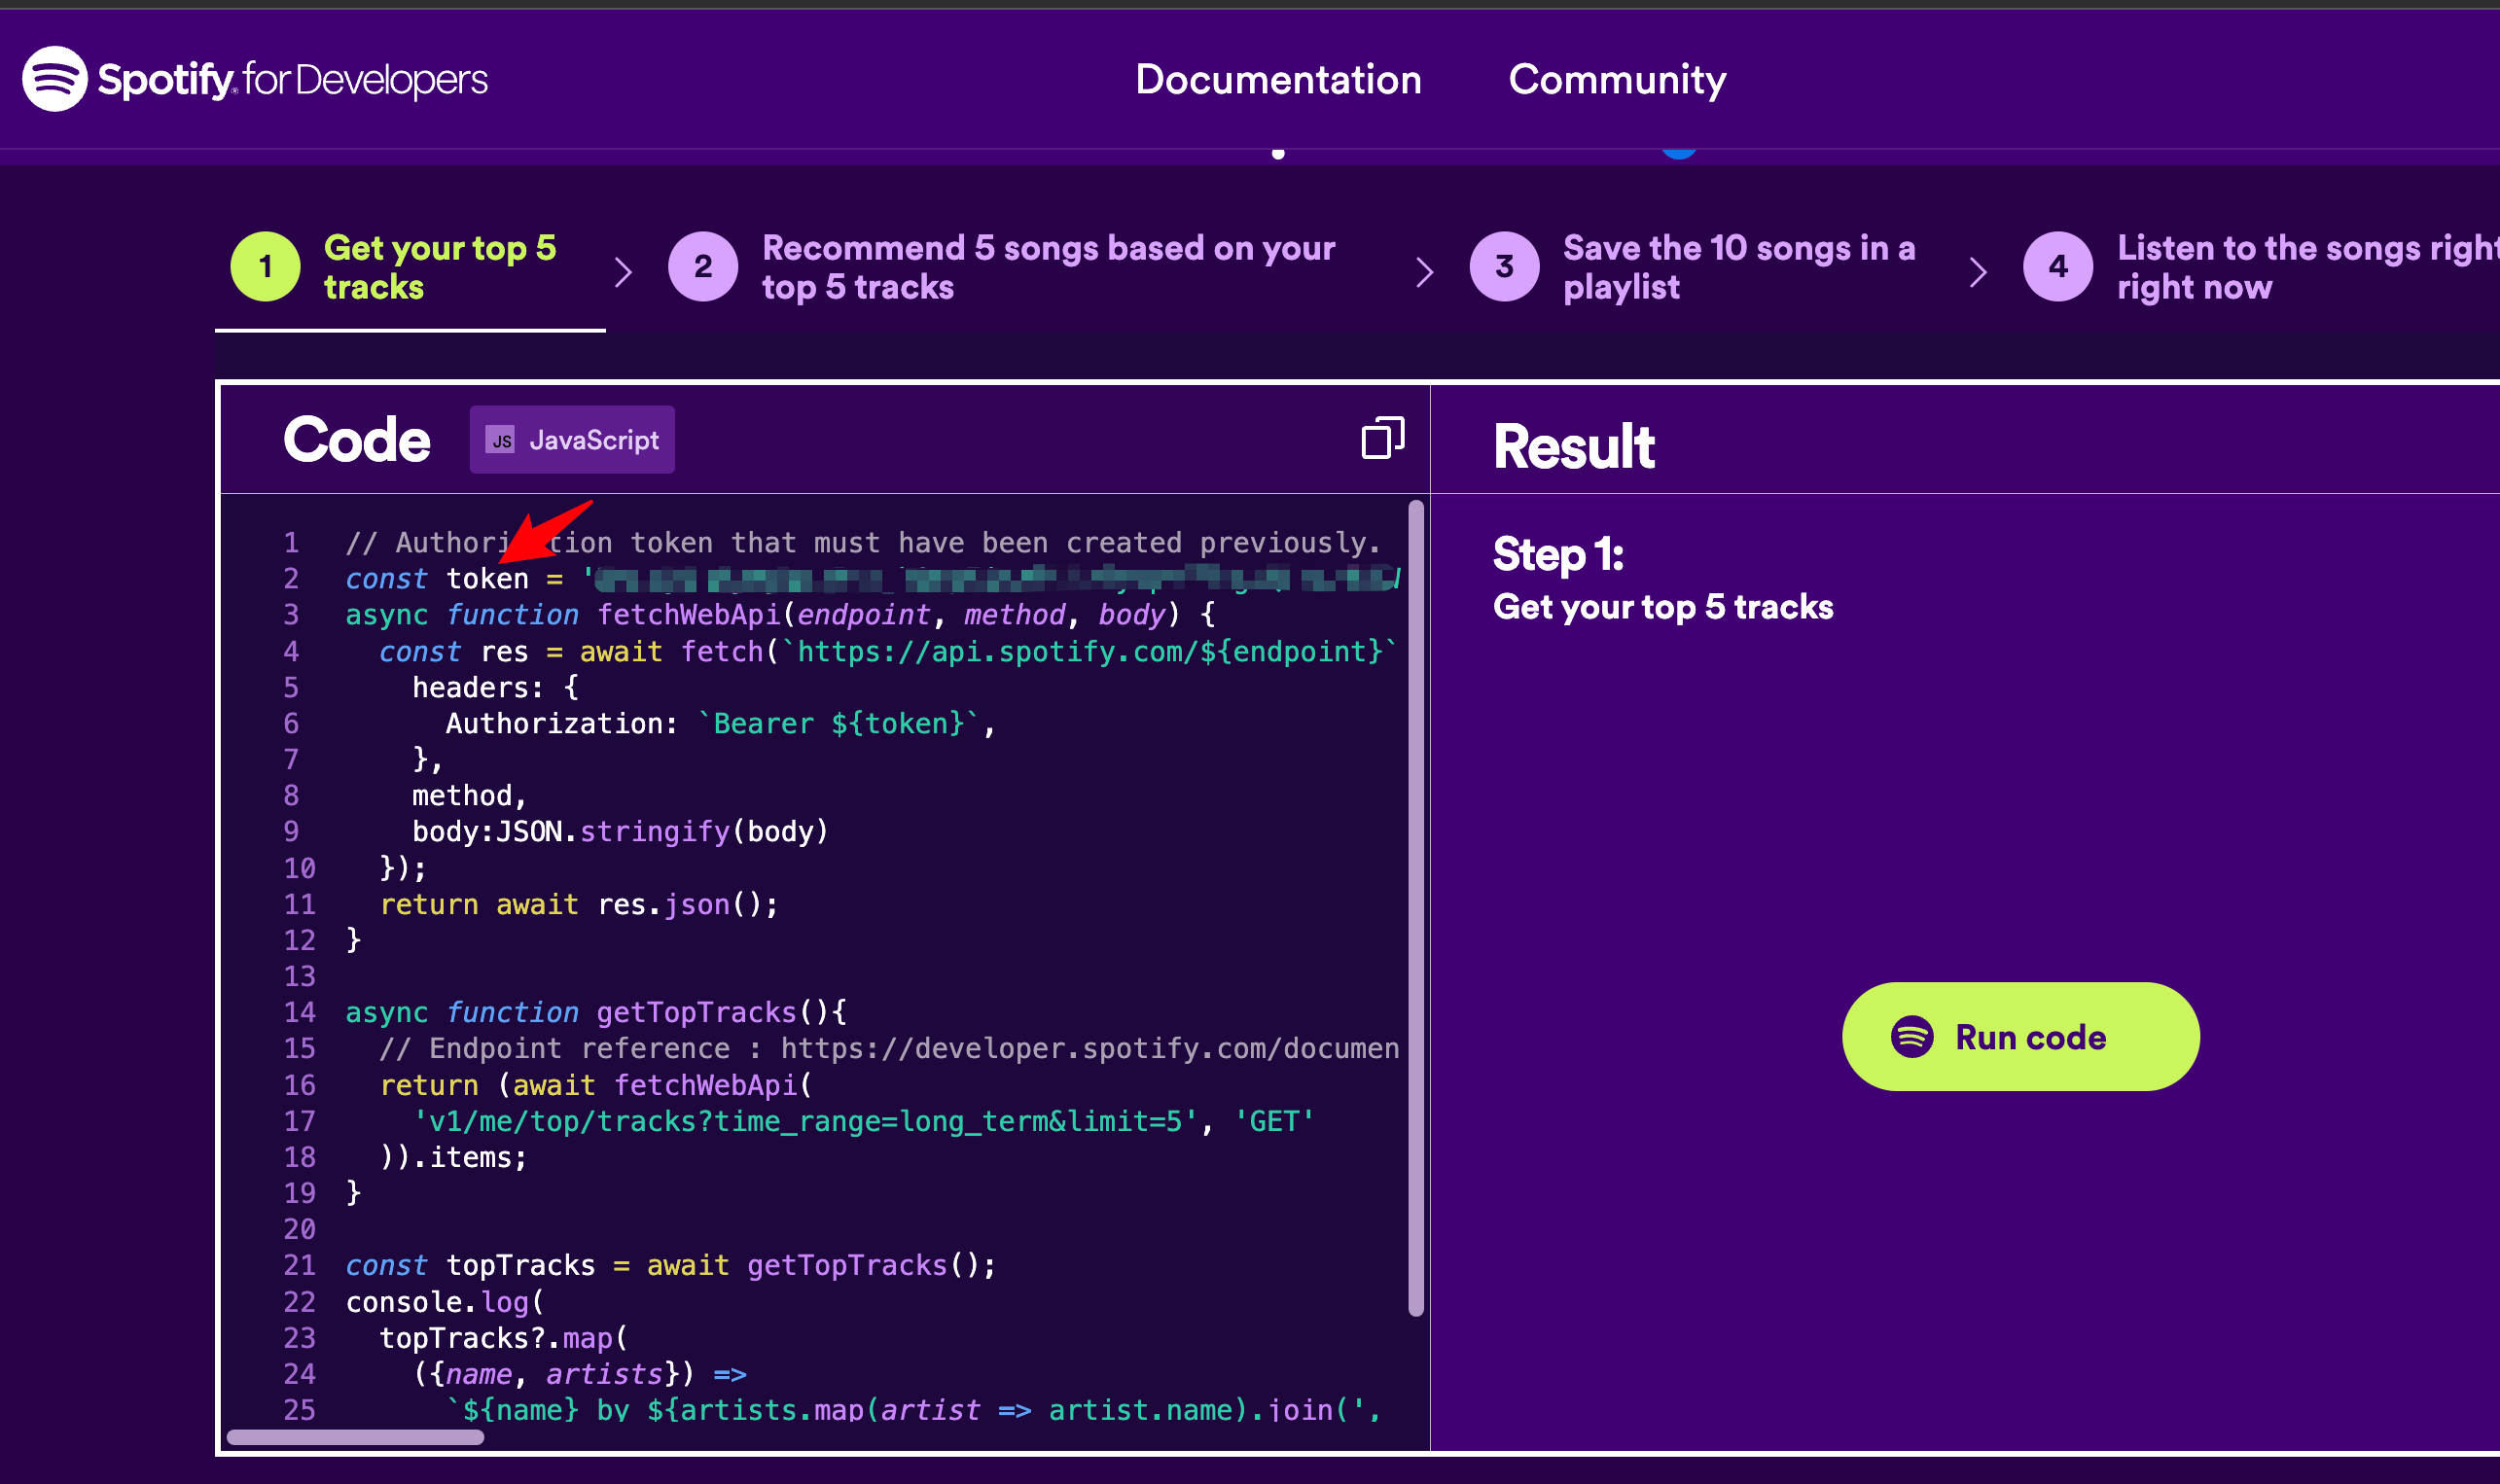 Spotify for Developers
Documentation
Community
1
Get your top 5
tracks
2
Recommend 5 songs based on your
top 5 tracks
3
Save the 10 songs in a
playlist
4
Listen to the songs right
right now
Code
JS JavaScript
Result
1 // Authori tion token that must have been created previously.
2 const token = '
3 async function fetchWebApi(endpoint, method, body) {
4 const res = await fetch(`https://api.spotify.com/${endpoint}`
5 headers: {
6 Authorization: `Bearer ${token}`,
7 },
8 method,
9 body:JSON.stringify(body)
10 });
11 return await res.json();
12 }
13
14 async function getTopTracks(){
15 // Endpoint reference : https://developer.spotify.com/documen
16 return (await fetchWebApi(
17 'v1/me/top/tracks?time_range=long_term&limit=5', 'GET'
18 )).items;
19 }
20
21 const topTracks = await getTopTracks();
22 console.log(
23 topTracks?.map(
24 ({name, artists}) =>
25 `${name} by ${artists.map(artist => artist.name).join(',
Step 1:
Get your top 5 tracks
Run code